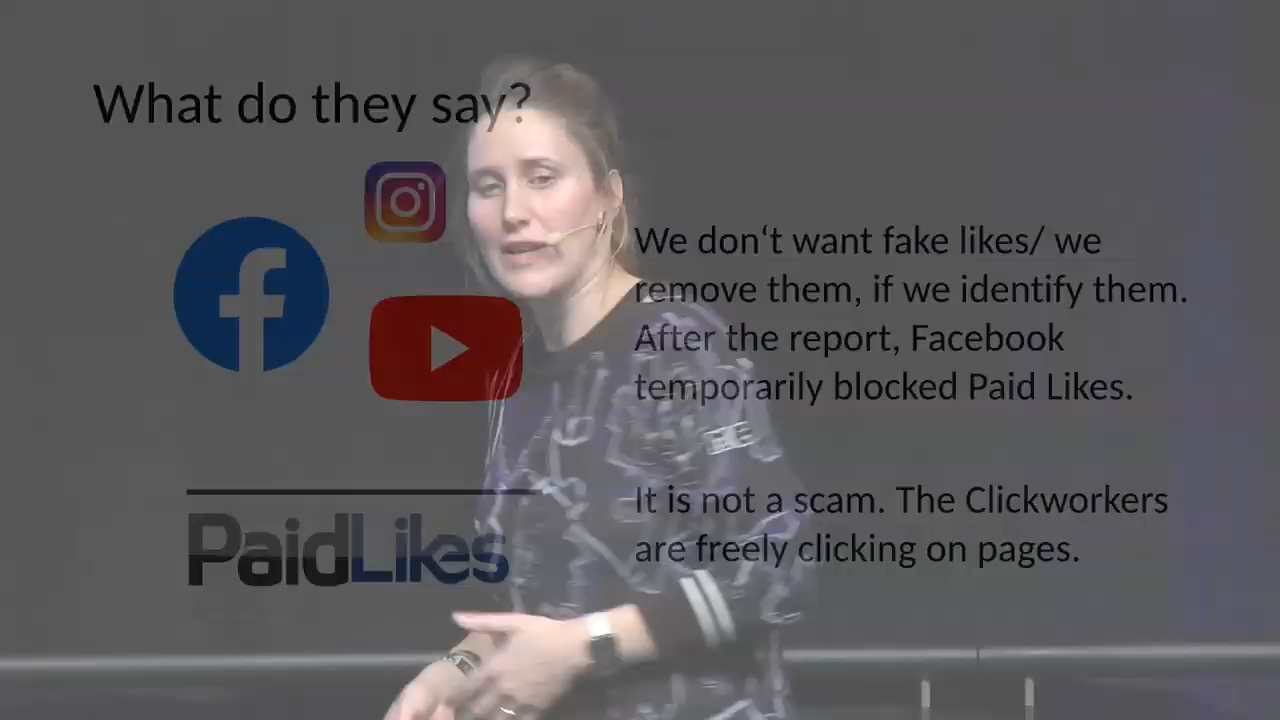 What do they say?
We don‘t want fake likes/ we
remove them, if we identify them.
After the report, Facebook
temporarily blocked Paid Likes.
PaidLikes
It is not a scam. The Clickworkers
are freely clicking on pages.